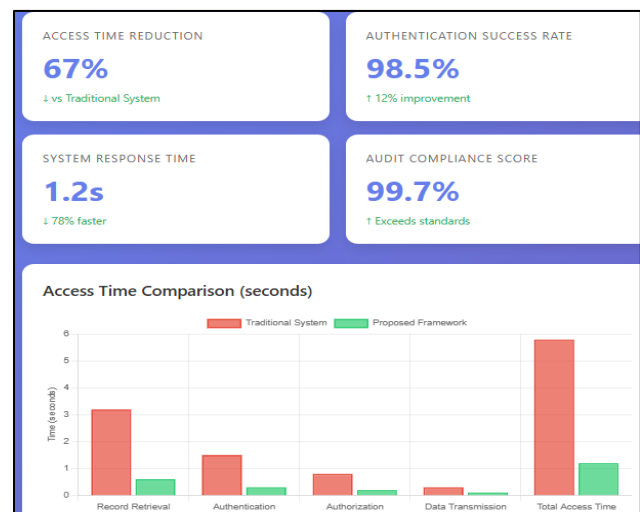 ACCESS TIME REDUCTION
67%
↓ vs Traditional System
AUTHENTICATION SUCCESS RATE
98.5%
↑ 12% improvement
SYSTEM RESPONSE TIME
1.2s
↓ 78% faster
AUDIT COMPLIANCE SCORE
99.7%
↑ Exceeds standards
Access Time Comparison (seconds)
Traditional System
Proposed Framework
Time (seconds)
6
5
4
3
2
1
0
Record Retrieval
Authentication
Authorization
Data Transmission
Total Access Time